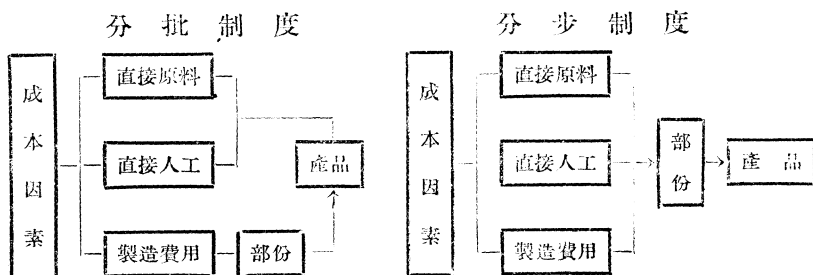 分批制度
成本因素
直接原料
直接人工
產品
製造費用
部份
分步制度
成本因素
直接原料
直接人工
部份
產品
製造費用